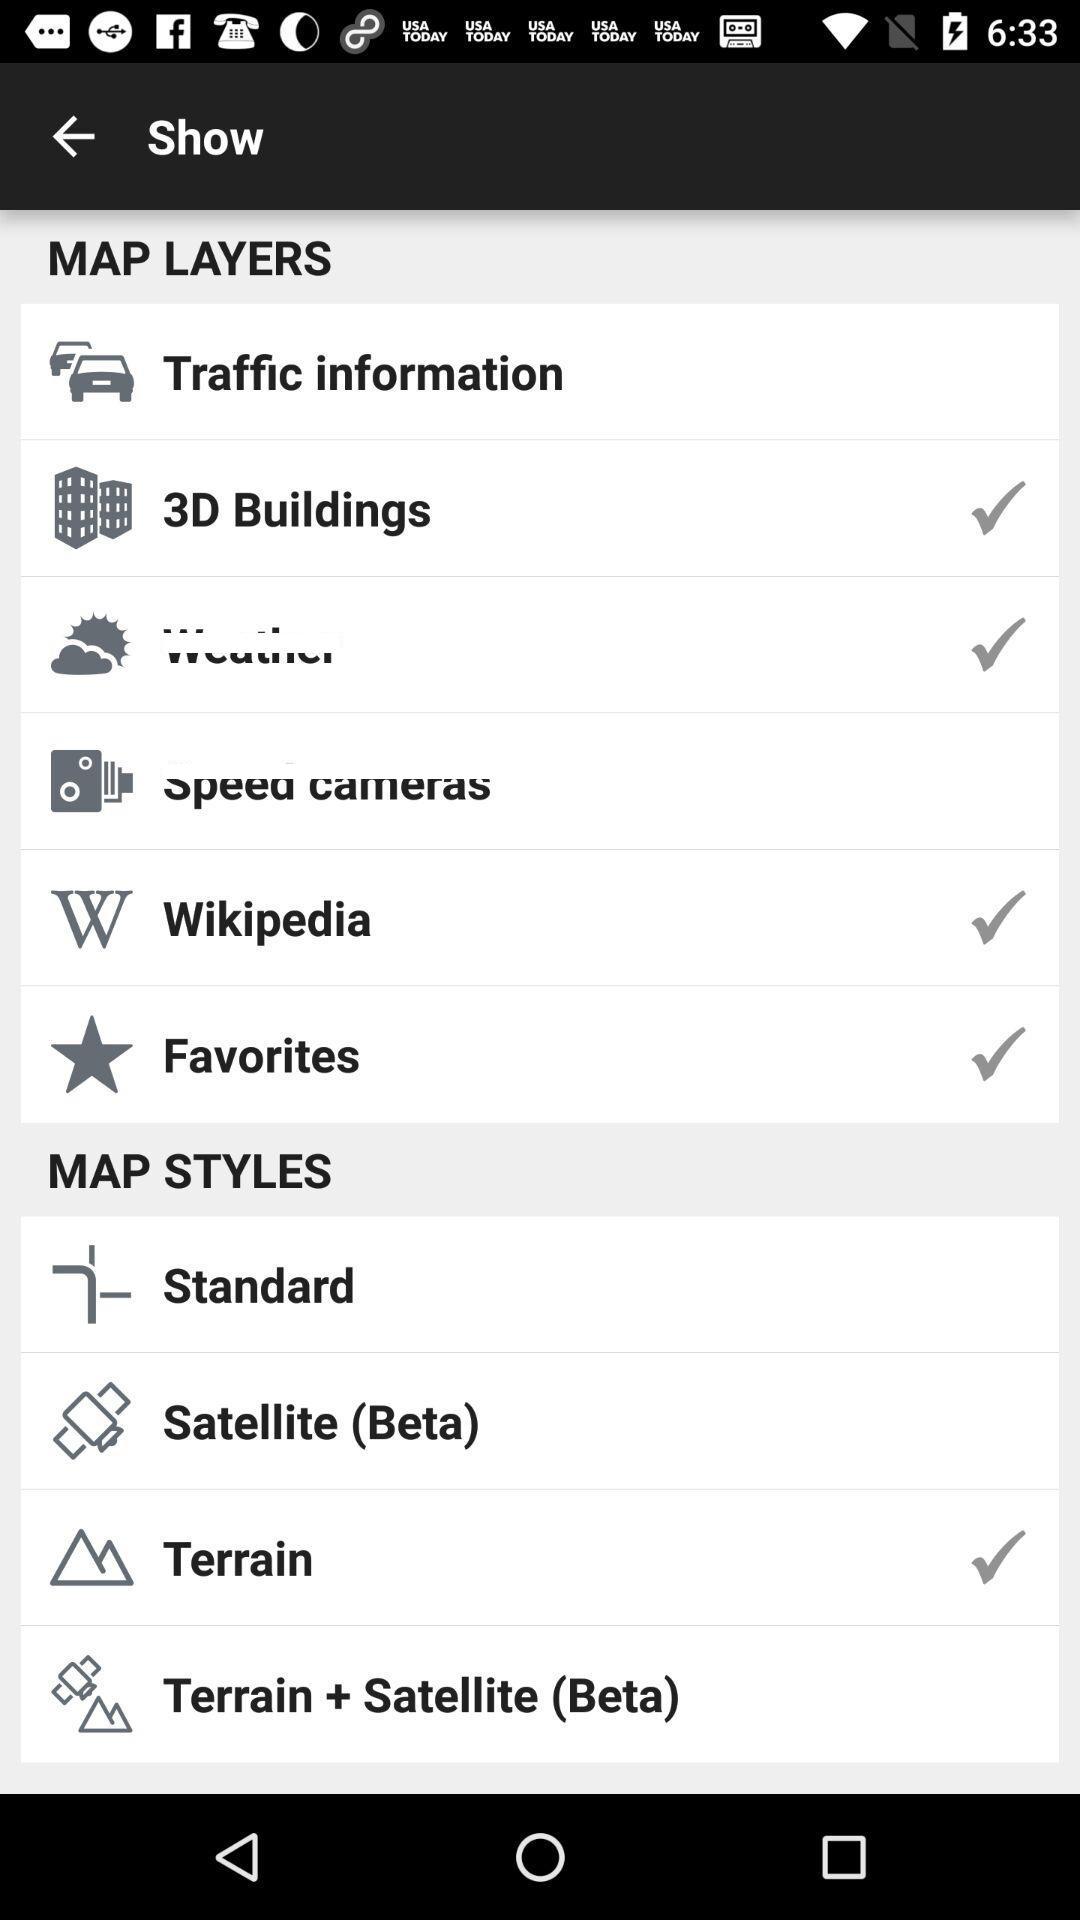 USA TODAY USA TODAY USA TODAY USA TODAY USA TODAY 6:33
Show
MAP LAYERS
Traffic information
3D Buildings
Weather
Speed cameras
Wikipedia
Favorites
MAP STYLES
Standard
Satellite (Beta)
Terrain
Terrain + Satellite (Beta)